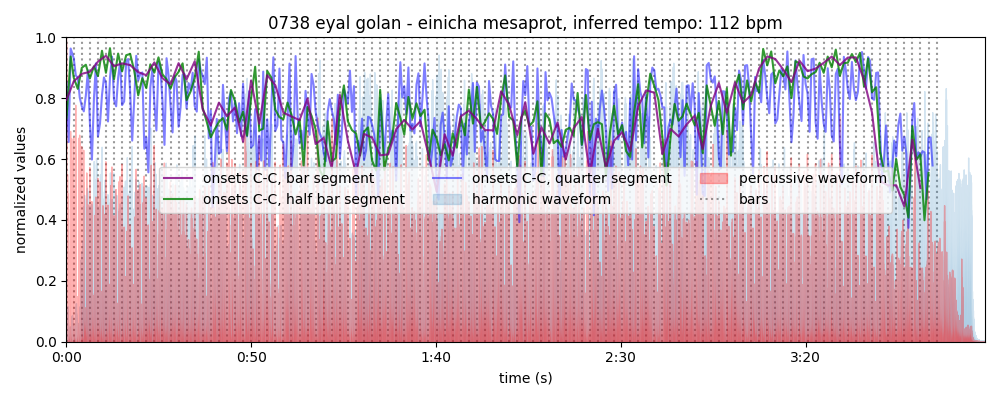 0738 eyal golan - einicha mesaprot, inferred tempo: 112 bpm
normalized values
1.0
0.8
0.6
0.4
0.2
0.0
onsets C-C, bar segment
onsets C-C, half bar segment
onsets C-C, quarter segment
harmonic waveform
percussive waveform
bars
0:00 0:50 1:40 2:30 3:20
time (s)